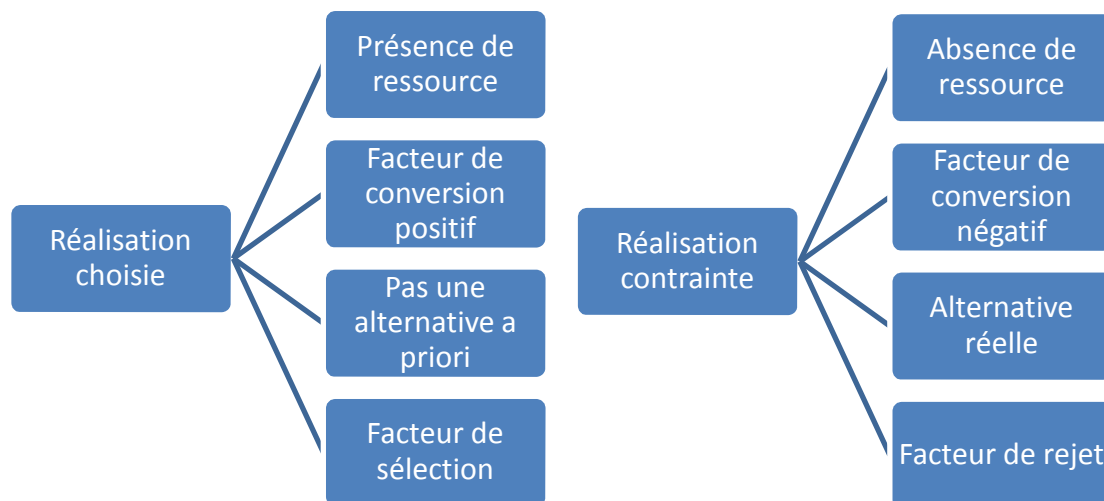 Réalisation
choisie
Présence de
ressource
Facteur de
conversion
positif
Pas une
alternative a
priori
Facteur de
sélection
Réalisation
contrainte
Absence de
ressource
Facteur de
conversion
négatif
Alternative
réelle
Facteur de rejet